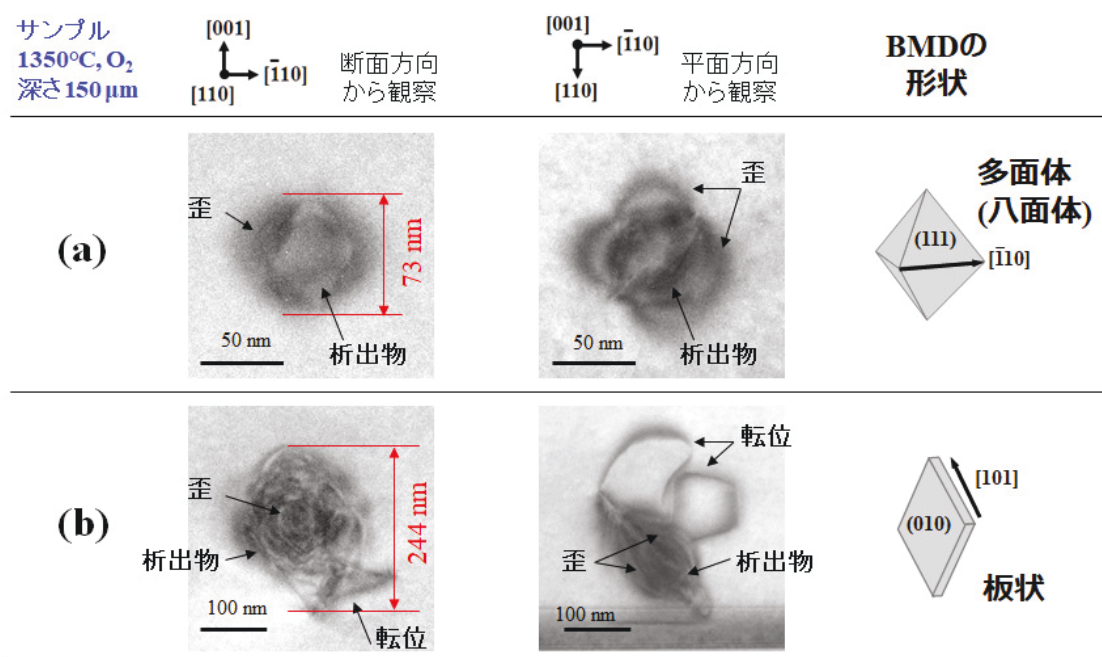 サンプル
1350℃, O₂
深さ150 μm
[001]
[1̄10]
[110]
断面方向
から観察
[001]
[1̄10]
[110]
平面方向
から観察
BMDの
形状
(a)
歪
73 nm
析出物
50 nm
歪
析出物
50 nm
多面体
(八面体)
(111)
[1̄10]
(b)
歪
析出物
244 nm
転位
100 nm
転位
歪
析出物
100 nm
[101]
(010)
板状